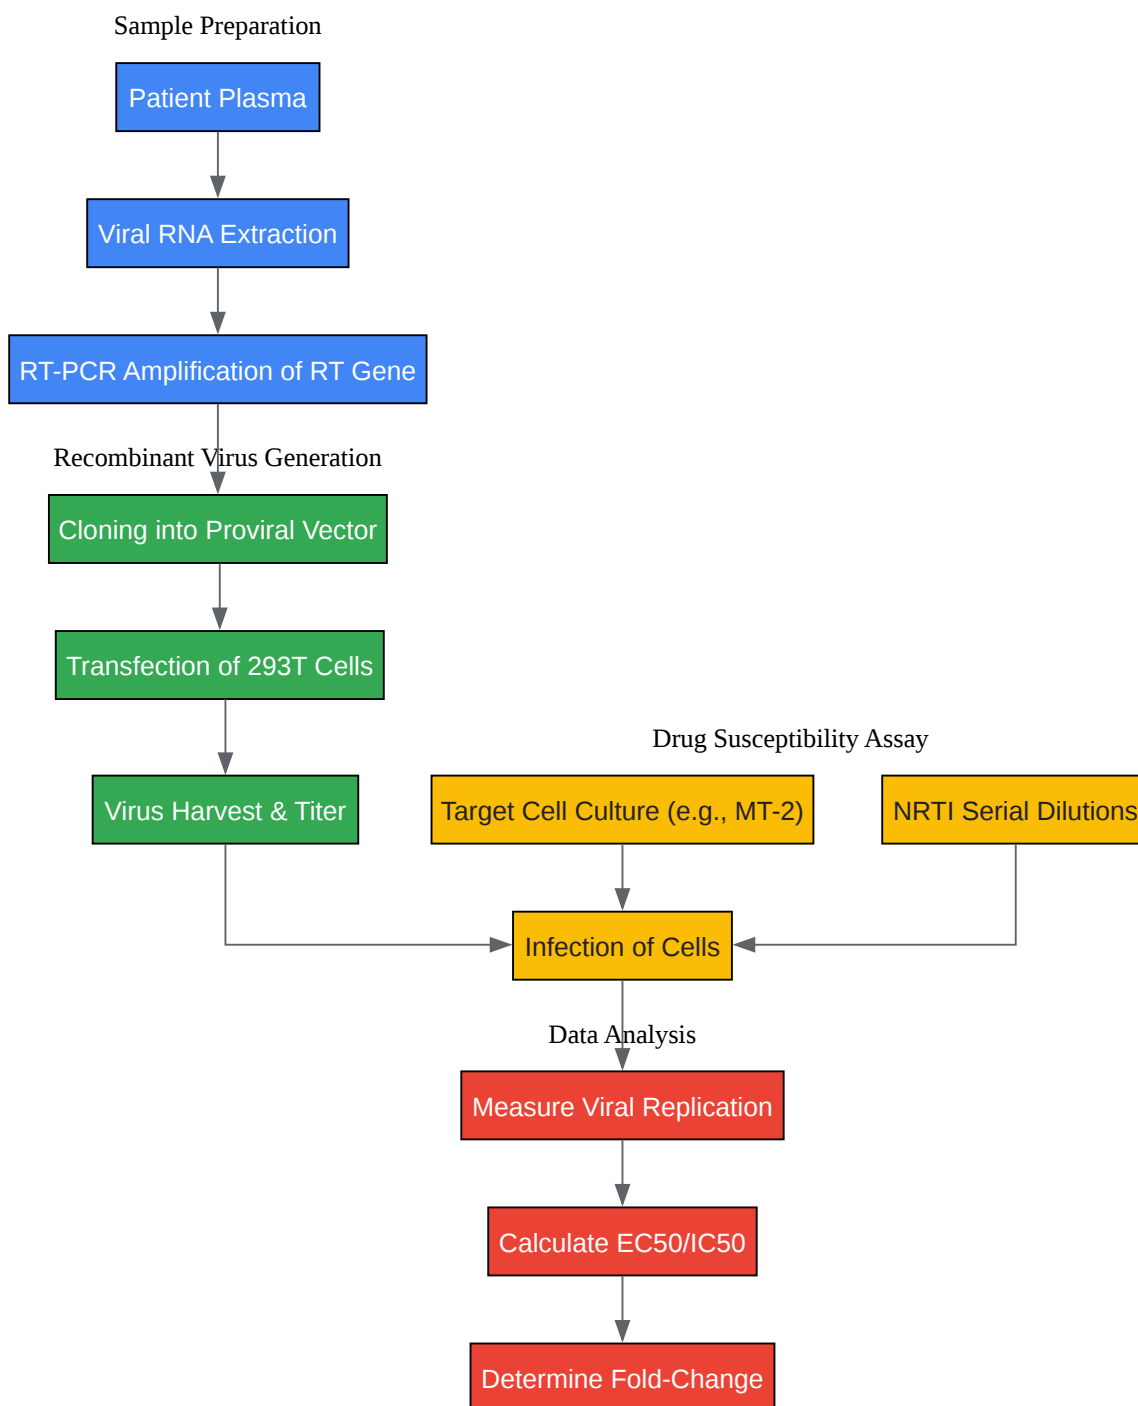 Sample Preparation
Patient Plasma
Viral RNA Extraction
RT-PCR Amplification of RT Gene
Recombinant Virus Generation
Cloning into Proviral Vector
Transfection of 293T Cells
Drug Susceptibility Assay
Virus Harvest & Titer
Target Cell Culture (e.g., MT-2)
NRTI Serial Dilutions
Infection of Cells
Data Analysis
Measure Viral Replication
Calculate EC50/IC50
Determine Fold-Change